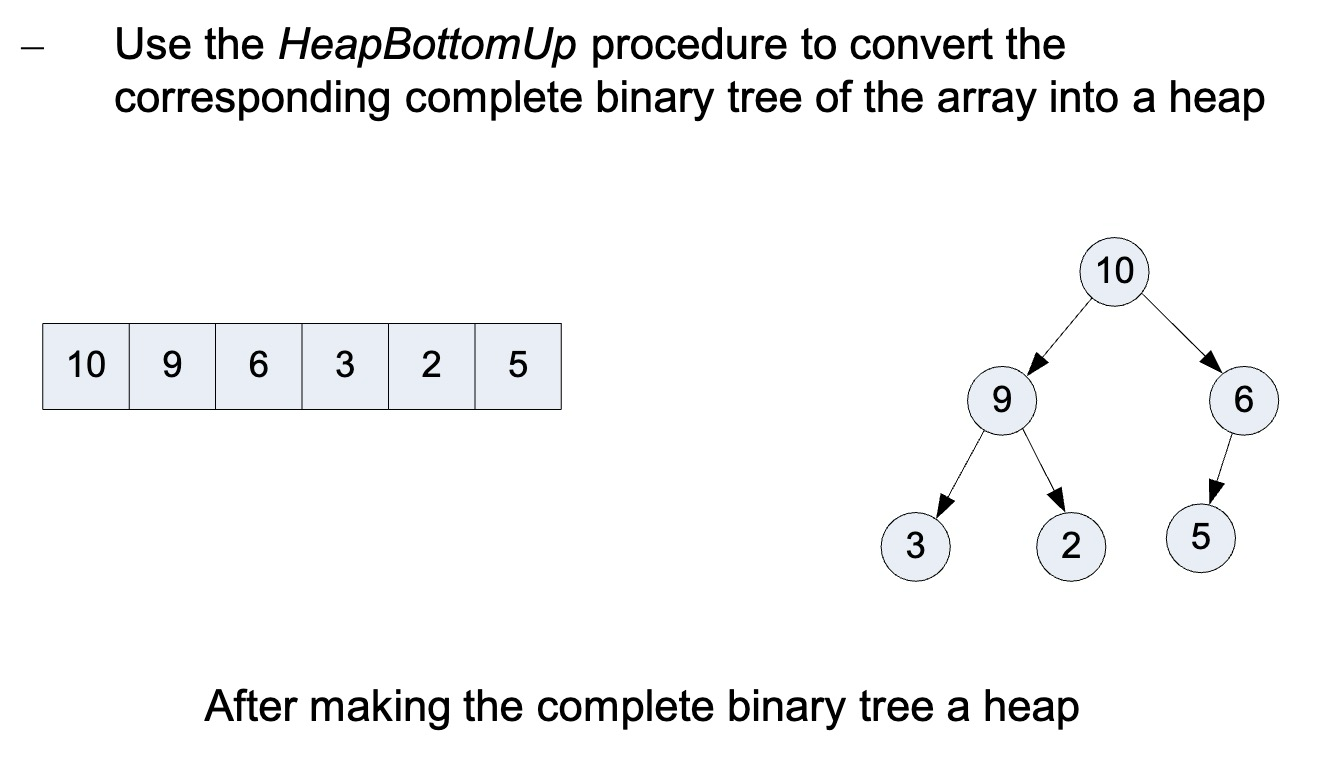 – Use the HeapBottomUp procedure to convert the
corresponding complete binary tree of the array into a heap
10
10 9 6 3 2 5
9 6
3 2 5
After making the complete binary tree a heap